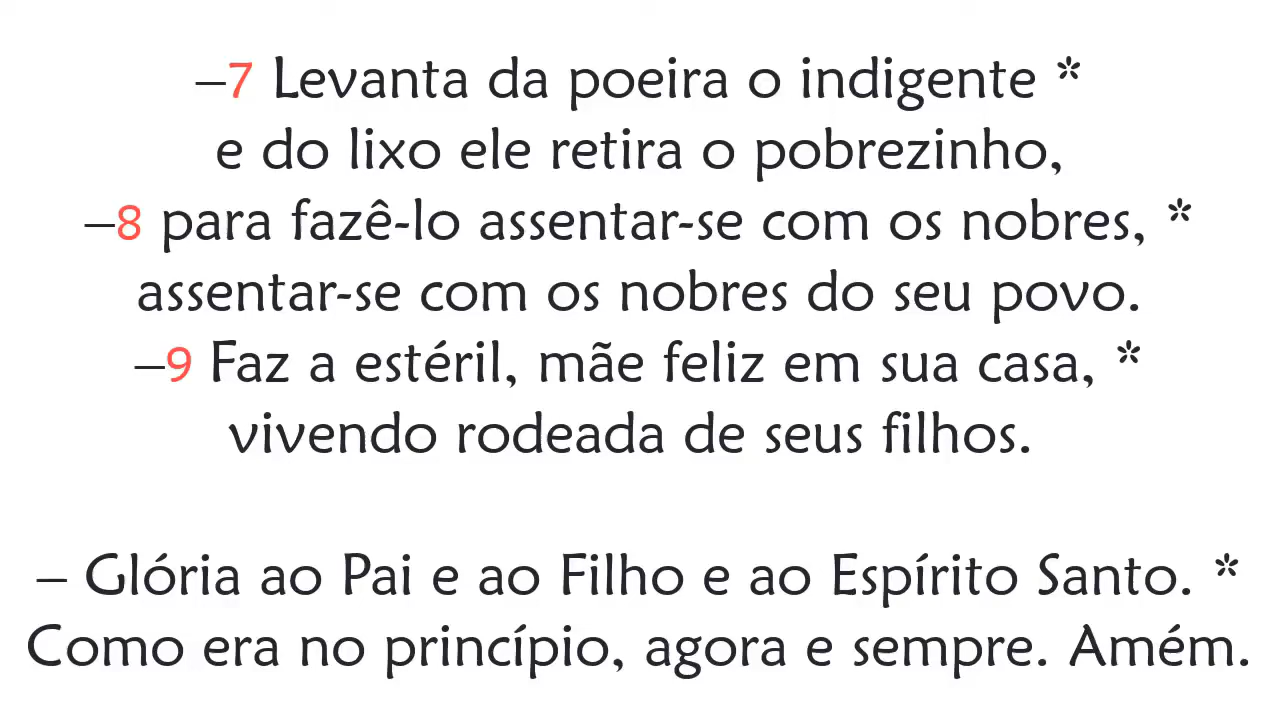 –7 Levanta da poeira o indigente *
e do lixo ele retira o pobrezinho,
–8 para fazê-lo assentar-se com os nobres, *
assentar-se com os nobres do seu povo.
–9 Faz a estéril, mãe feliz em sua casa, *
vivendo rodeada de seus filhos.
– Glória ao Pai e ao Filho e ao Espírito Santo. *
Como era no princípio, agora e sempre. Amém.